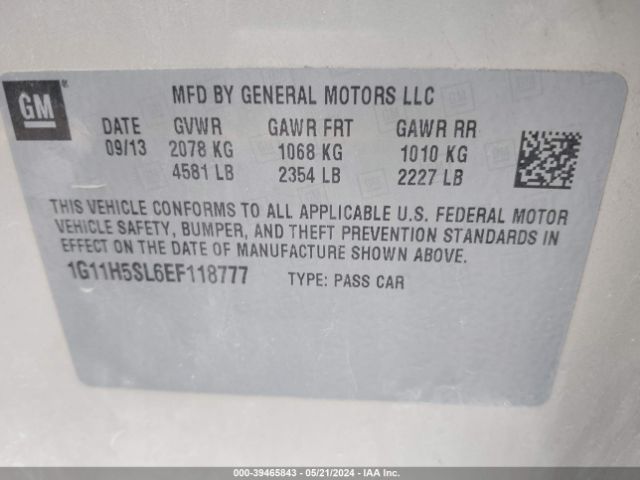 GM
MFD BY GENERAL MOTORS LLC
DATE GVWR GAWR FRT GAWR RR
09/13 2078 KG 1068 KG 1010 KG
4581 LB 2354 LB 2227 LB
THIS VEHICLE CONFORMS TO ALL APPLICABLE U.S. FEDERAL MOTOR
VEHICLE SAFETY, BUMPER, AND THEFT PREVENTION STANDARDS IN
EFFECT ON THE DATE OF MANUFACTURE SHOWN ABOVE.
1G11H5SL6EF118777 TYPE: PASS CAR
000-39465843 / 05/21/2024 / IAAI.COM